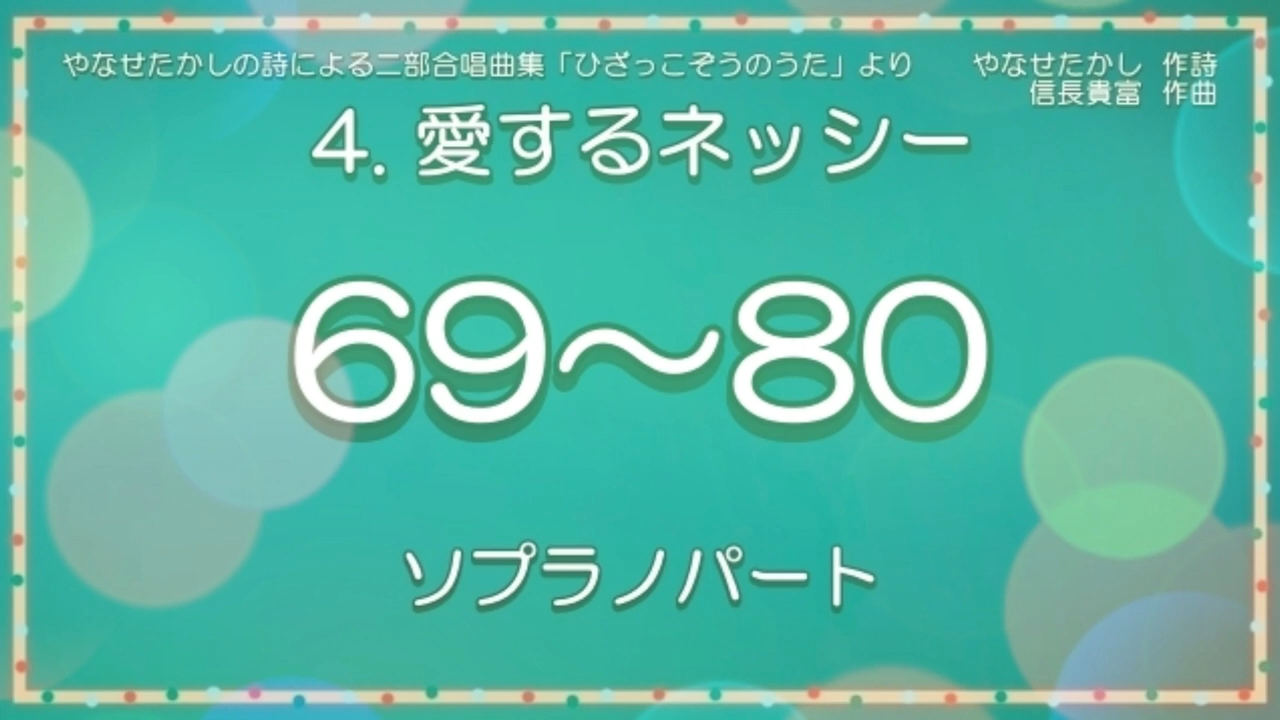 やなせたかしの詩による二部合唱曲集「ひざっこぞうのうた」より
やなせたかし 作詩
信長貴富 作曲
4. 愛するネッシー
69〜80
ソプラノパート